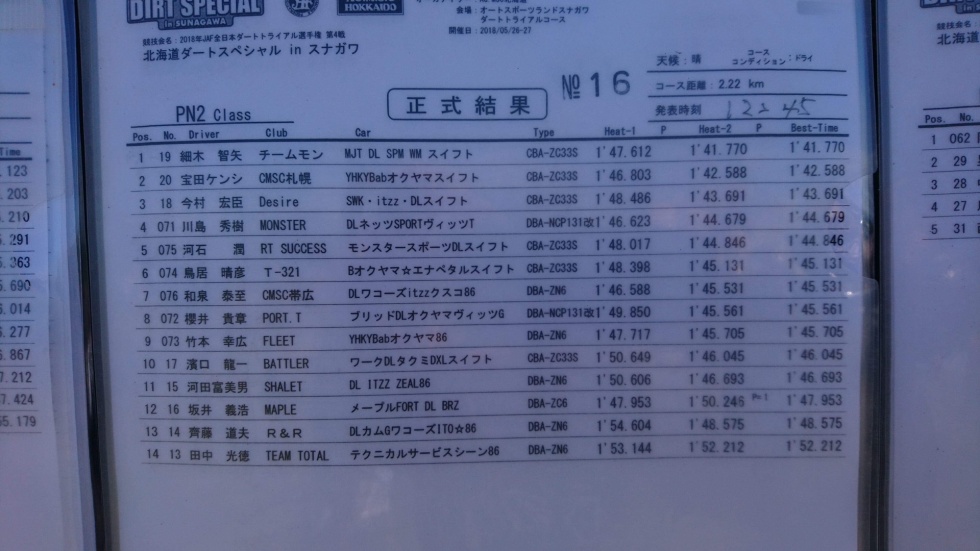 DIRT SPECIAL
in SUNAGAWA
HOKKAIDO
会場：オートスポーツランドスナガワ
ダートトライアルコース
開催日：2018/05/26-27
競技会名：2018年JAF全日本ダートトライアル選手権 第4戦
北海道ダートスペシャル in スナガワ
天候：晴 コースコンディション：ドライ
№16
コース距離：2.22 km
正式結果
発表時刻 12:45
PN2 Class
Pos. No. Driver Club Car Type Heat-1 P Heat-2 P Best-Time
1 19 細木 智矢 チームモン MJT DL SPM WM スイフト CBA-ZC33S 1'47.612 1'41.770 1'41.770
2 20 宝田ケンシ CMSC札幌 YHKYBabオクヤマスイフト CBA-ZC33S 1'46.803 1'42.588 1'42.588
3 18 今村 宏臣 Desire SWK・itzz・DLスイフト CBA-ZC33S 1'48.486 1'43.691 1'43.691
4 071 川島 秀樹 MONSTER DLネッツSPORTヴィッツT DBA-NCP131改 1'46.623 1'44.679 1'44.679
5 075 河石 潤 RT SUCCESS モンスタースポーツDLスイフト CBA-ZC33S 1'48.017 1'44.846 1'44.846
6 074 鳥居 晴彦 T-321 Bオクヤマ☆エナペタルスイフト CBA-ZC33S 1'48.398 1'45.131 1'45.131
7 076 和泉 泰至 CMSC帯広 DLワコーズitzzクスコ86 DBA-ZN6 1'46.588 1'45.531 1'45.531
8 072 櫻井 貴章 PORT.T ブリッドDLオクヤマヴィッツG DBA-NCP131改 1'49.850 1'45.561 1'45.561
9 073 竹本 幸広 FLEET YHKYBabオクヤマ86 DBA-ZN6 1'47.717 1'45.705 1'45.705
10 17 濱口 龍一 BATTLER ワークDLタクミDXLスイフト CBA-ZC33S 1'50.649 1'46.045 1'46.045
11 15 河田富美男 SHALET DL ITZZ ZEAL86 DBA-ZN6 1'50.606 1'46.693 1'46.693
12 16 坂井 義浩 MAPLE メープルFORT DL BRZ DBA-ZC6 1'47.953 1'50.246 Pn1 1'47.953
13 14 齊藤 道夫 R&R DLカムGワコーズITO☆86 DBA-ZN6 1'54.604 1'48.575 1'48.575
14 13 田中 光徳 TEAM TOTAL テクニカルサービスシーン86 DBA-ZN6 1'53.144 1'52.212 1'52.212
Time
.123
.203
.210
.291
.363
.690
.014
.277
.867
.212
.424
55.179
Pos. No.
1 062
2 29
3 28
4 27
5 31